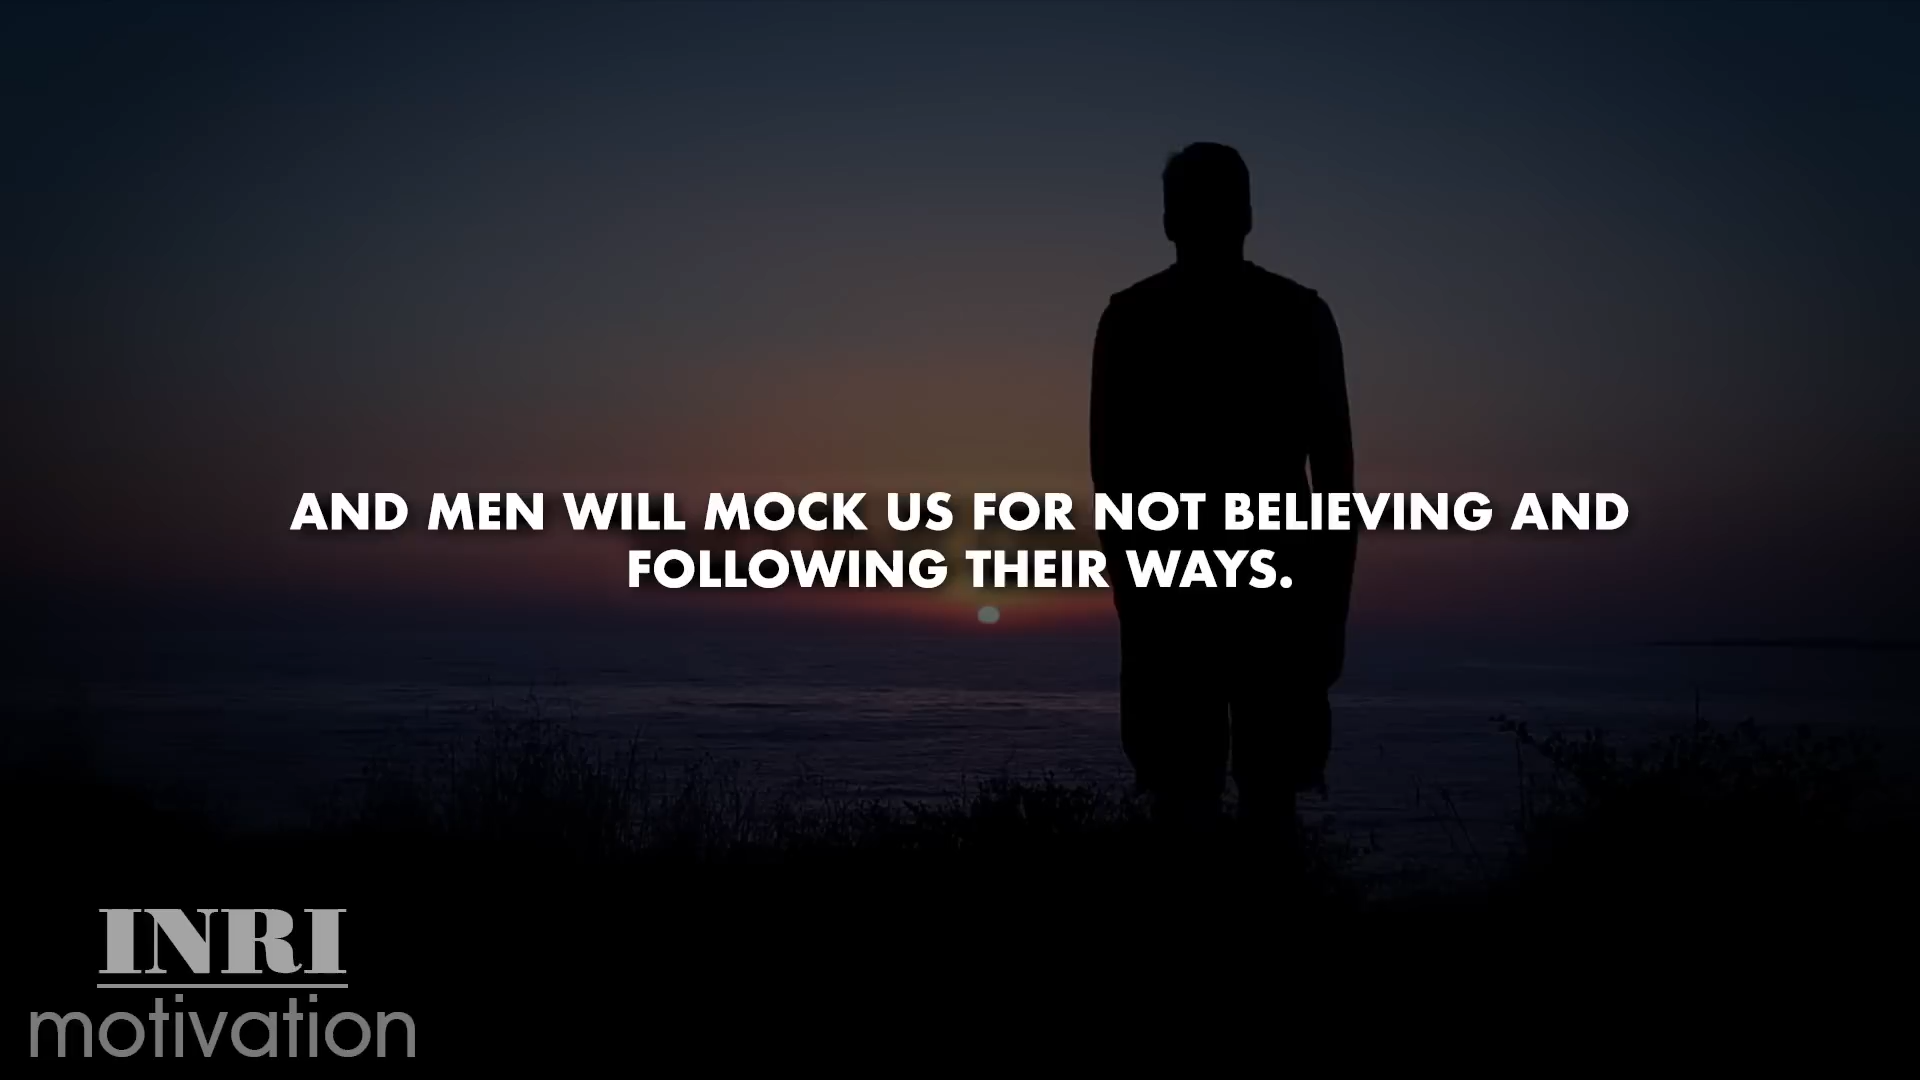 AND MEN WILL MOCK US FOR NOT BELIEVING AND
FOLLOWING THEIR WAYS.
INRI
motivation